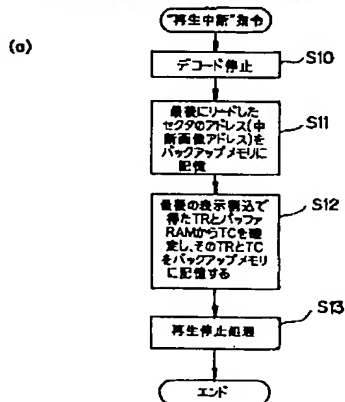 (a)
“再生中断”指令
デコード停止
S10
最後にリードした
セクタのアドレス(中
断画像アドレス)を
バックアップメモリに
記憶
S11
最後の表示割込で
得たTRとバッファ
RAMからTCを確
定し、そのTRとTC
をバックアップメモリ
に記憶する
S12
再生停止処理
S13
エンド